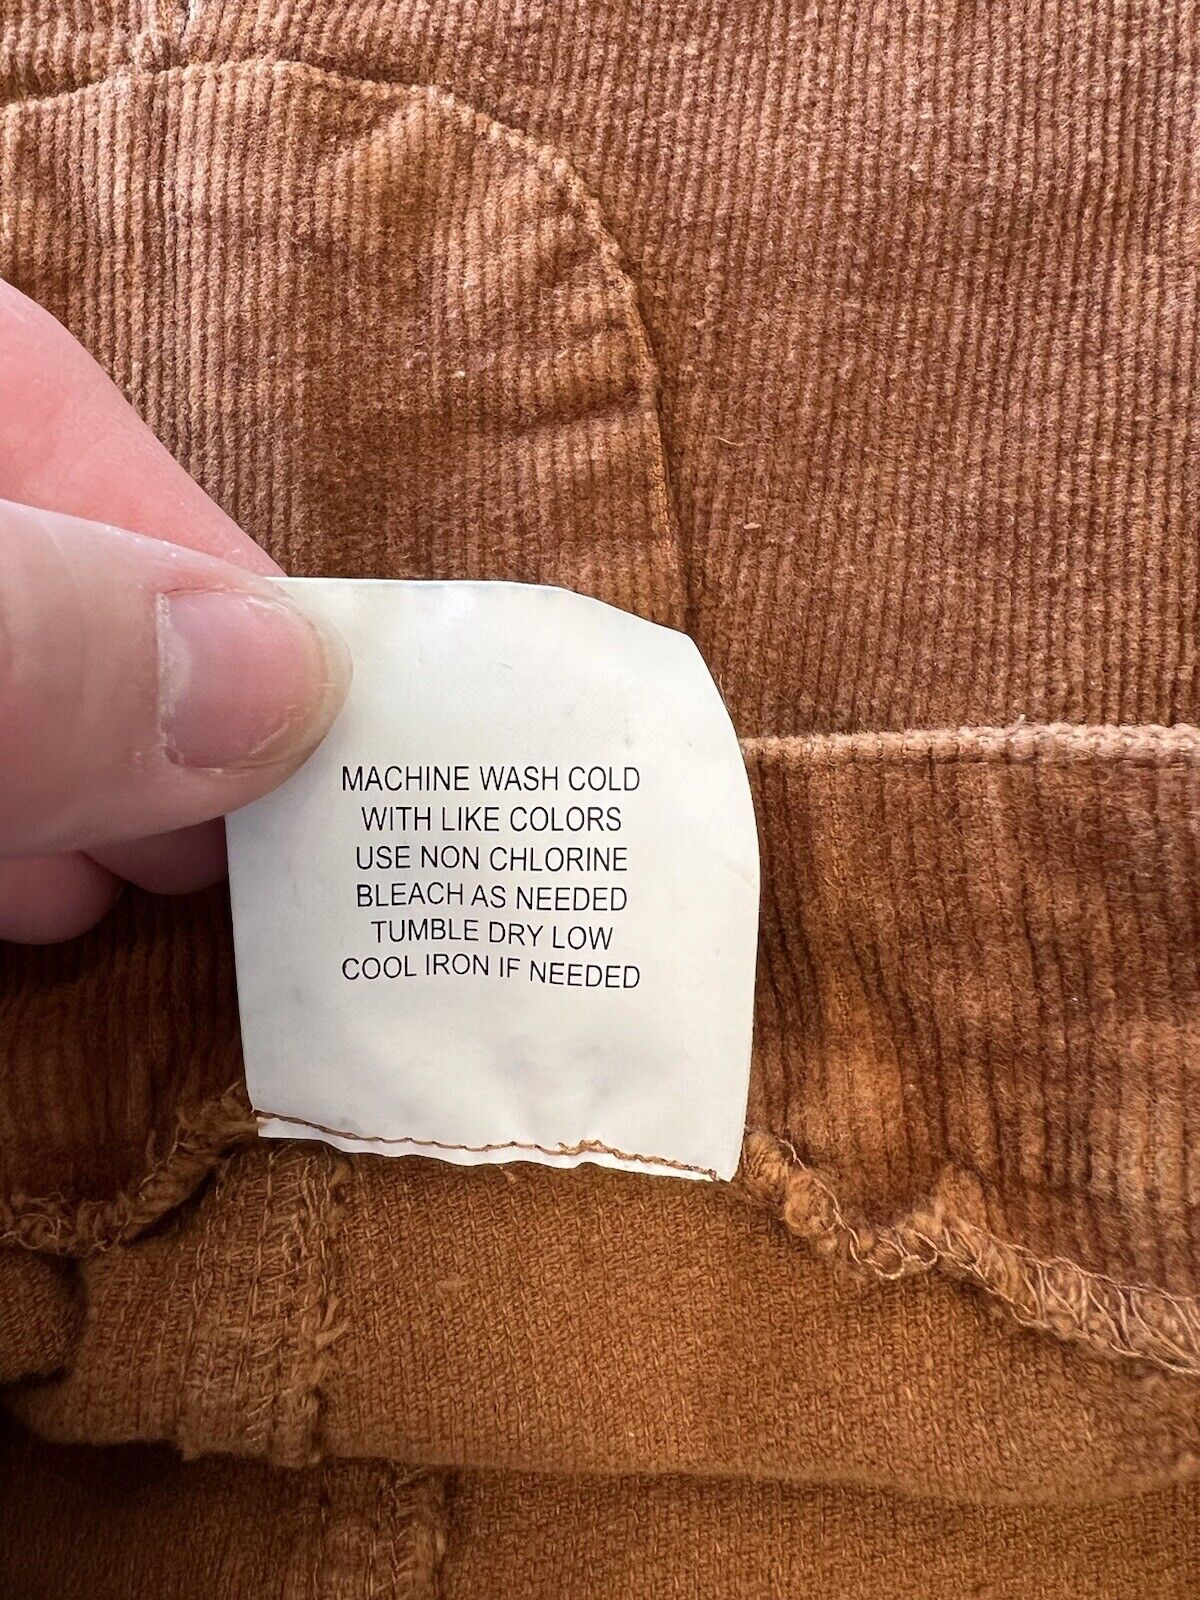 MACHINE WASH COLD
WITH LIKE COLORS
USE NON CHLORINE
BLEACH AS NEEDED
TUMBLE DRY LOW
COOL IRON IF NEEDED